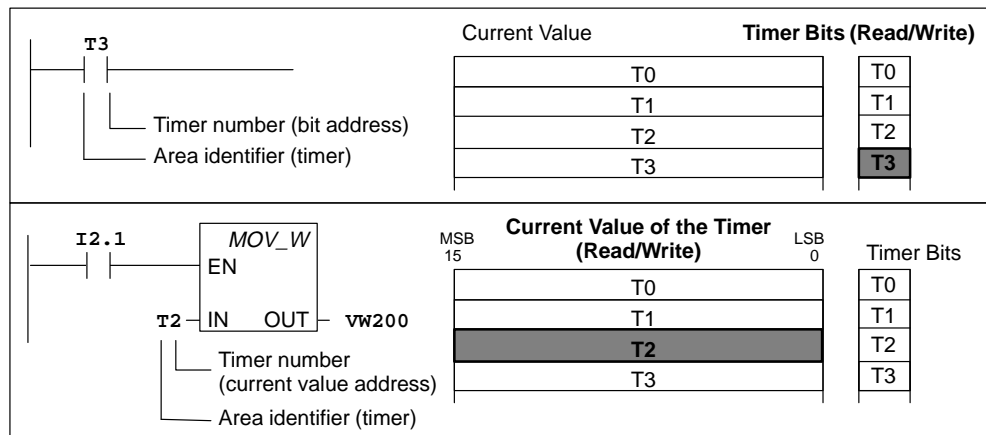 T3
Timer number (bit address)
Area identifier (timer)
Current Value
Timer Bits (Read/Write)
T0
T1
T2
T3
T0
T1
T2
T3
I2.1
MOV_W
EN
T2
IN
OUT
VW200
Timer number
(current value address)
Area identifier (timer)
MSB
15
Current Value of the Timer
(Read/Write)
LSB
0
Timer Bits
T0
T1
T2
T3
T0
T1
T2
T3